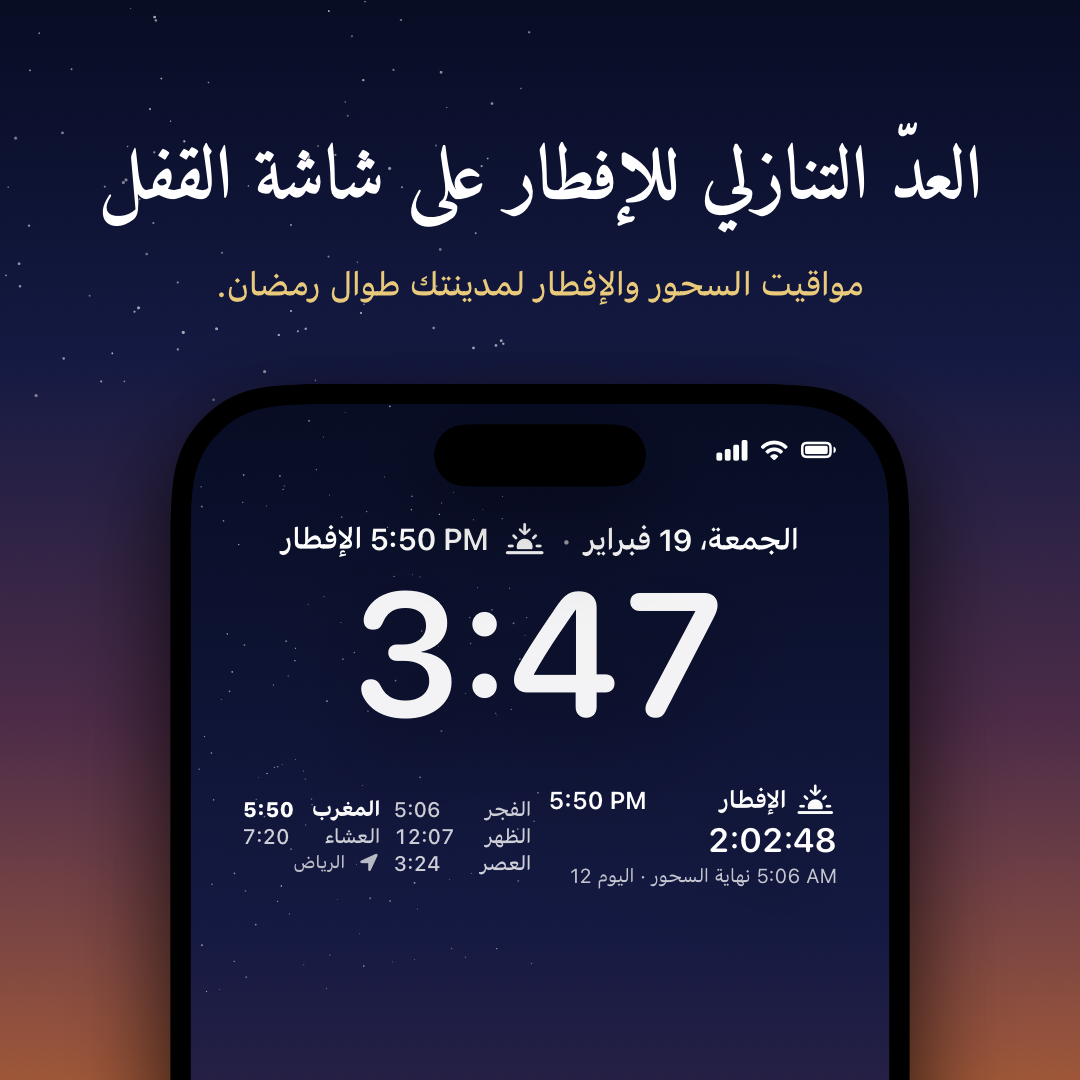 العدّ التنازلي للإفطار على شاشة القفل
مواقيت السحور والإفطار لمدينتك طوال رمضان.
الجمعة، 19 فبراير · 5:50 PM الإفطار
3:47
الإفطار 5:50 PM
2:02:48
5:06 AM نهاية السحور · اليوم 12
الفجر 5:06 المغرب 5:50
الظهر 12:07 العشاء 7:20
العصر 3:24 الرياض